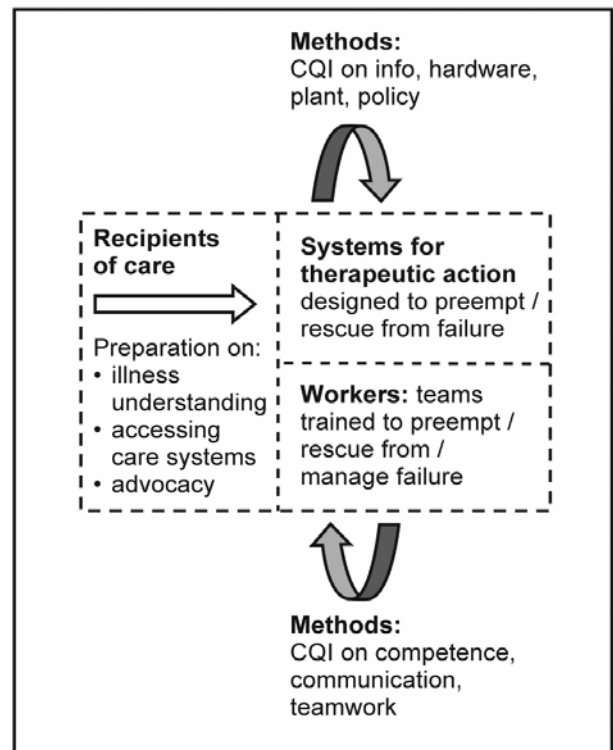 Methods:
CQI on info, hardware,
plant, policy
Recipients
of care
Preparation on:
• illness
understanding
• accessing
care systems
• advocacy
Systems for
therapeutic action
designed to preempt /
rescue from failure
Workers: teams
trained to preempt /
rescue from /
manage failure
Methods:
CQI on competence,
communication,
teamwork